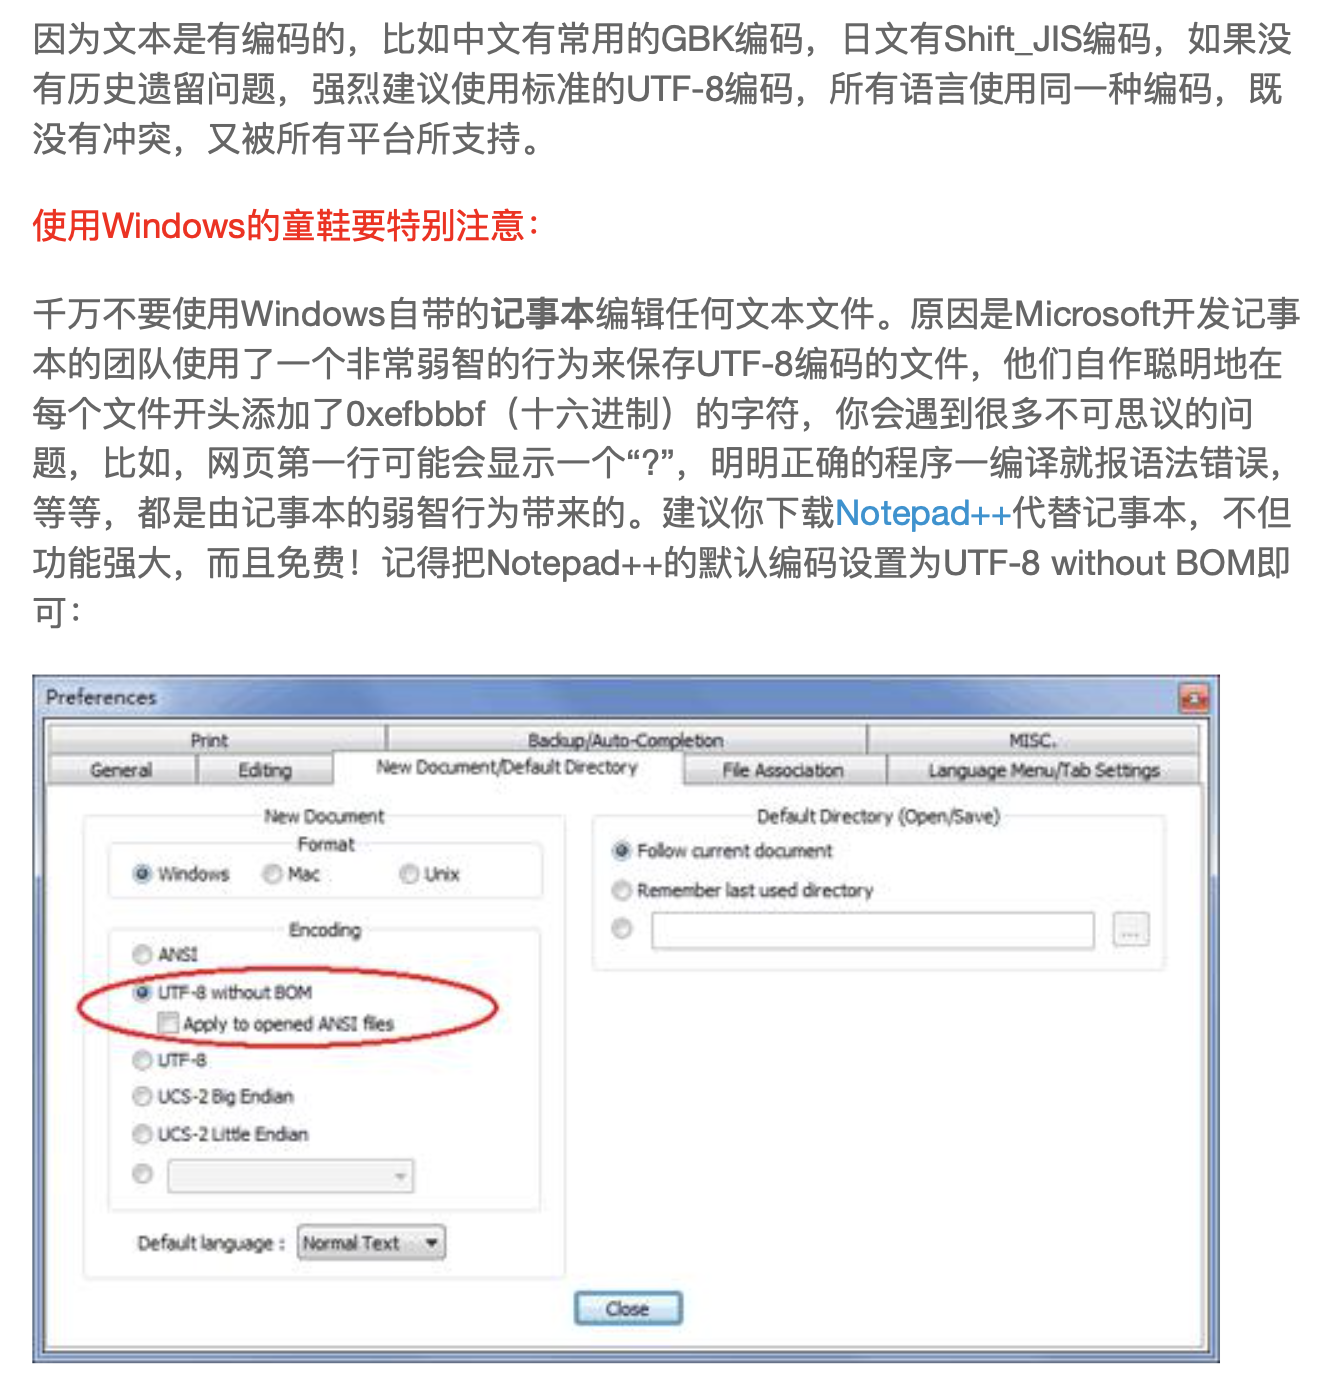 因为文本是有编码的，比如中文有常用的GBK编码，日文有Shift_JIS编码，如果没
有历史遗留问题，强烈建议使用标准的UTF-8编码，所有语言使用同一种编码，既
没有冲突，又被所有平台所支持。
使用Windows的童鞋要特别注意：
千万不要使用Windows自带的记事本编辑任何文本文件。原因是Microsoft开发记事
本的团队使用了一个非常弱智的行为来保存UTF-8编码的文件，他们自作聪明地在
每个文件开头添加了0xefbbbf（十六进制）的字符，你会遇到很多不可思议的问
题，比如，网页第一行可能会显示一个“?”，明明正确的程序一编译就报语法错误，
等等，都是由记事本的弱智行为带来的。建议你下载Notepad++代替记事本，不但
功能强大，而且免费！记得把Notepad++的默认编码设置为UTF-8 without BOM即
可：
Preferences
Print Backup/Auto-Completion MISC.
General Editing New Document/Default Directory File Association Language Menu/Tab Settings
New Document
Format
Windows Mac Unix
Encoding
ANSI
UTF-8 without BOM
Apply to opened ANSI files
UTF-8
UCS-2 Big Endian
UCS-2 Little Endian
Default language : Normal Text
Default Directory (Open/Save)
Follow current document
Remember last used directory
...
Close